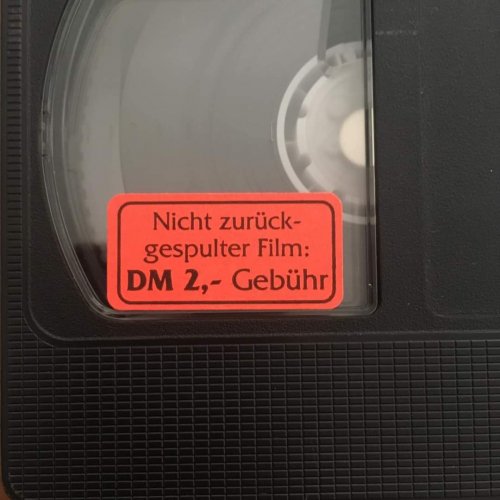 Nicht zurück-
gespulter Film:
DM 2,- Gebühr